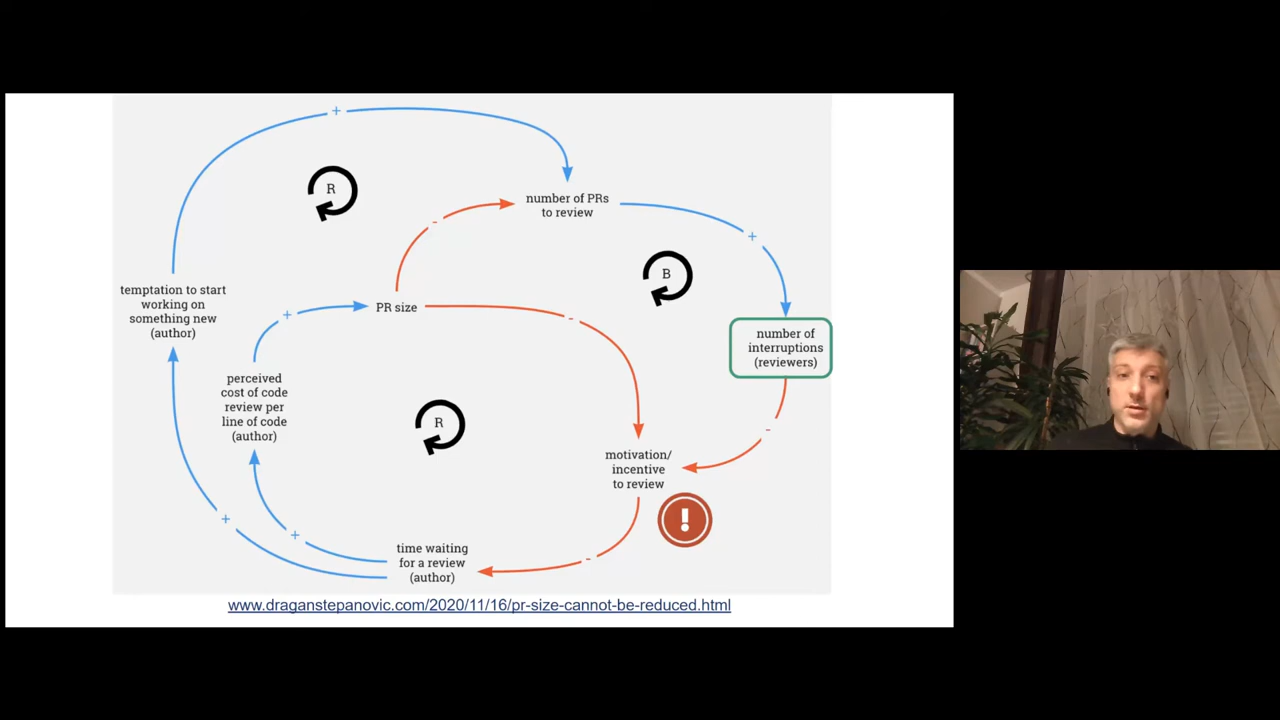 +
R
number of PRs
to review
-
+
B
temptation to start
working on
something new
(author)
+
PR size
-
number of
interruptions
(reviewers)
perceived
cost of code
review per
line of code
(author)
R
-
motivation/
incentive
to review
!
+
+
time waiting
for a review
(author)
-
www.draganstepanovic.com/2020/11/16/pr-size-cannot-be-reduced.html